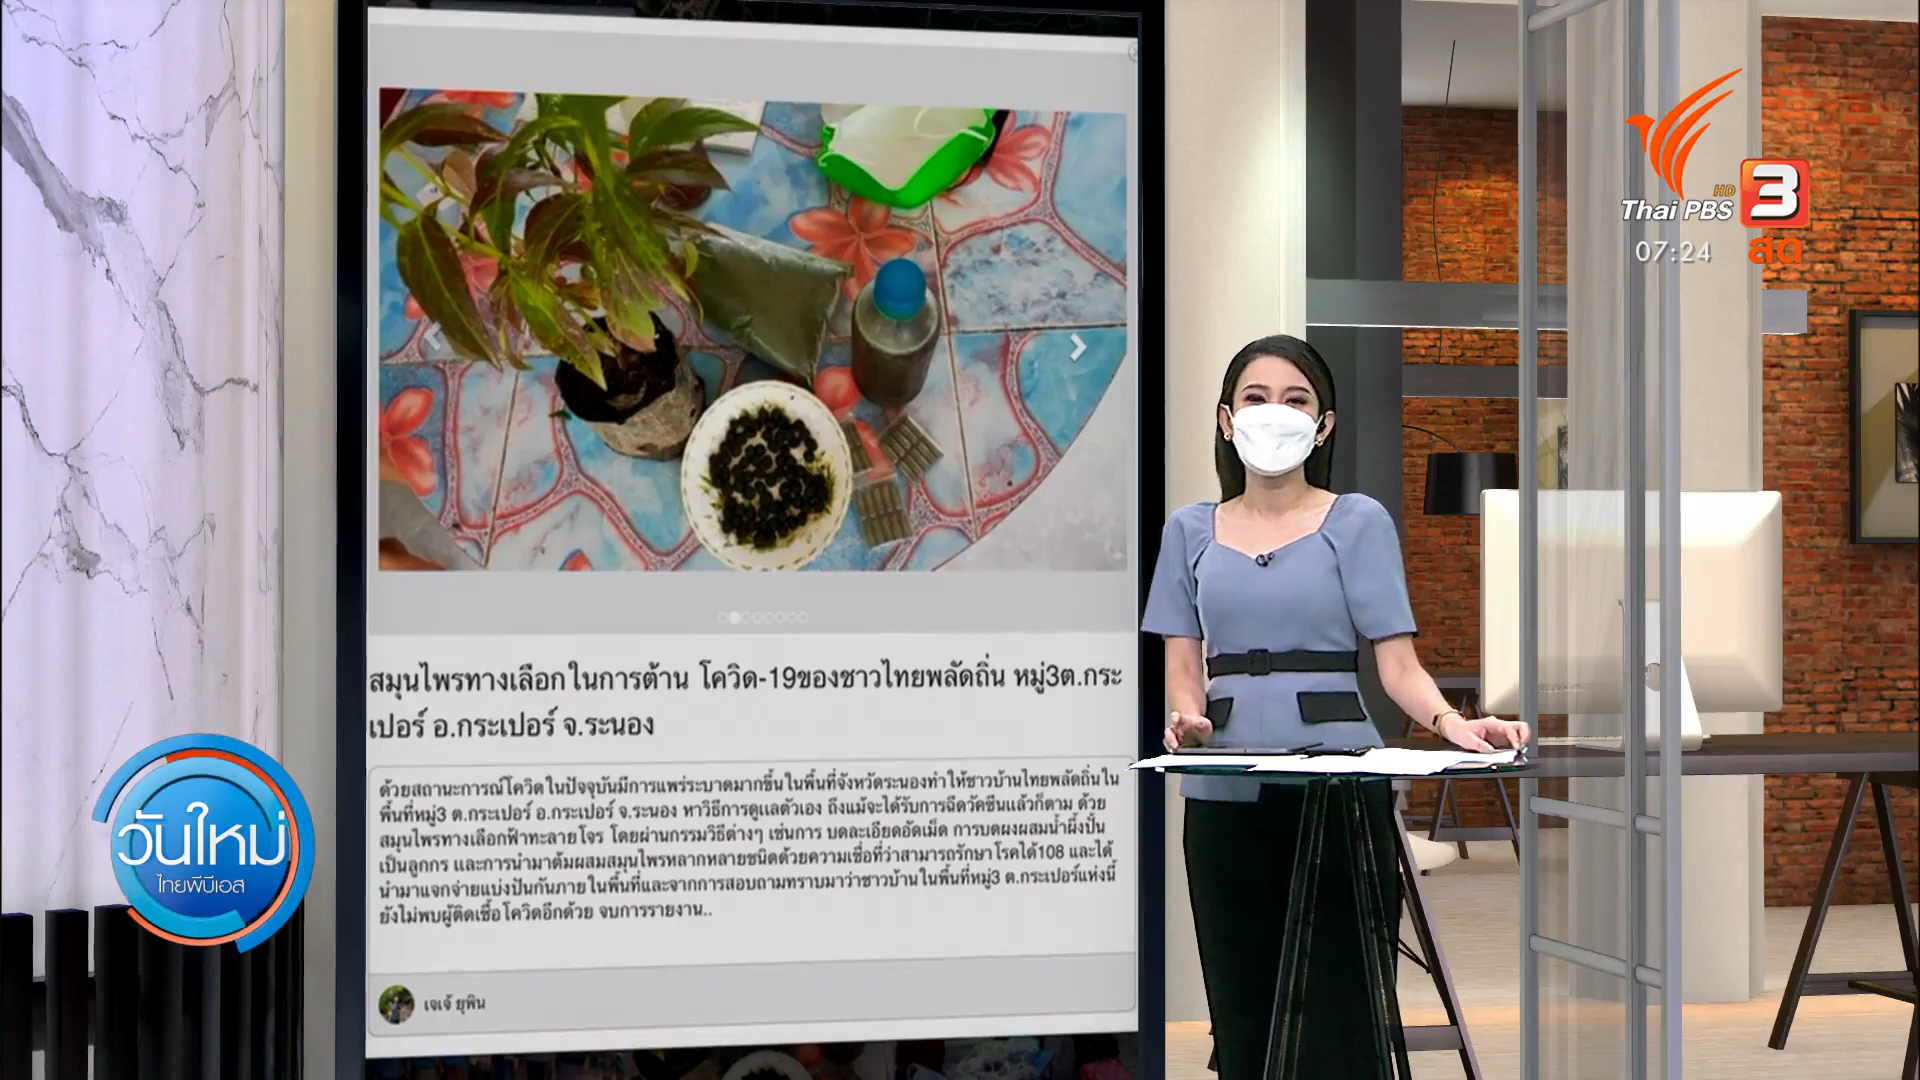 HD
Thai PBS 3
07:24 สด
สมุนไพรทางเลือกในการต้าน โควิด-19ของชาวไทยพลัดถิ่น หมู่3ต.กระ
เปอร์ อ.กระเปอร์ จ.ระนอง
ด้วยสถานะการณ์โควิดในปัจจุบันมีการแพร่ระบาดมากขึ้นในพื้นที่จังหวัดระนองทำให้ชาวบ้านไทยพลัดถิ่นใน
พื้นที่หมู่3 ต.กระเปอร์ อ.กระเปอร์ จ.ระนอง หาวิธีการดูแลตัวเอง ถึงแม้จะได้รับการฉีดวัคซีนแล้วก็ตาม ด้วย
สมุนไพรทางเลือกฟ้าทะลายโจร โดยผ่านกรรมวิธีต่างๆ เช่นการ บดละเอียดอัดเม็ด การบดผงผสมน้ำผึ้งปั้น
เป็นลูกกร และการนำมาต้มผสมสมุนไพรหลากหลายชนิดด้วยความเชื่อที่ว่าสามารถรักษาโรคได้108 และได้
นำมาแจกจ่ายแบ่งปันกันภายในพื้นที่และจากการสอบถามทราบมาว่าชาวบ้านในพื้นที่หมู่3 ต.กระเปอร์แห่งนี้
ยังไม่พบผู้ติดเชื้อโควิดอีกด้วย จบการรายงาน..
เจเจ้ ยุพิน
วันใหม่
ไทยพีบีเอส